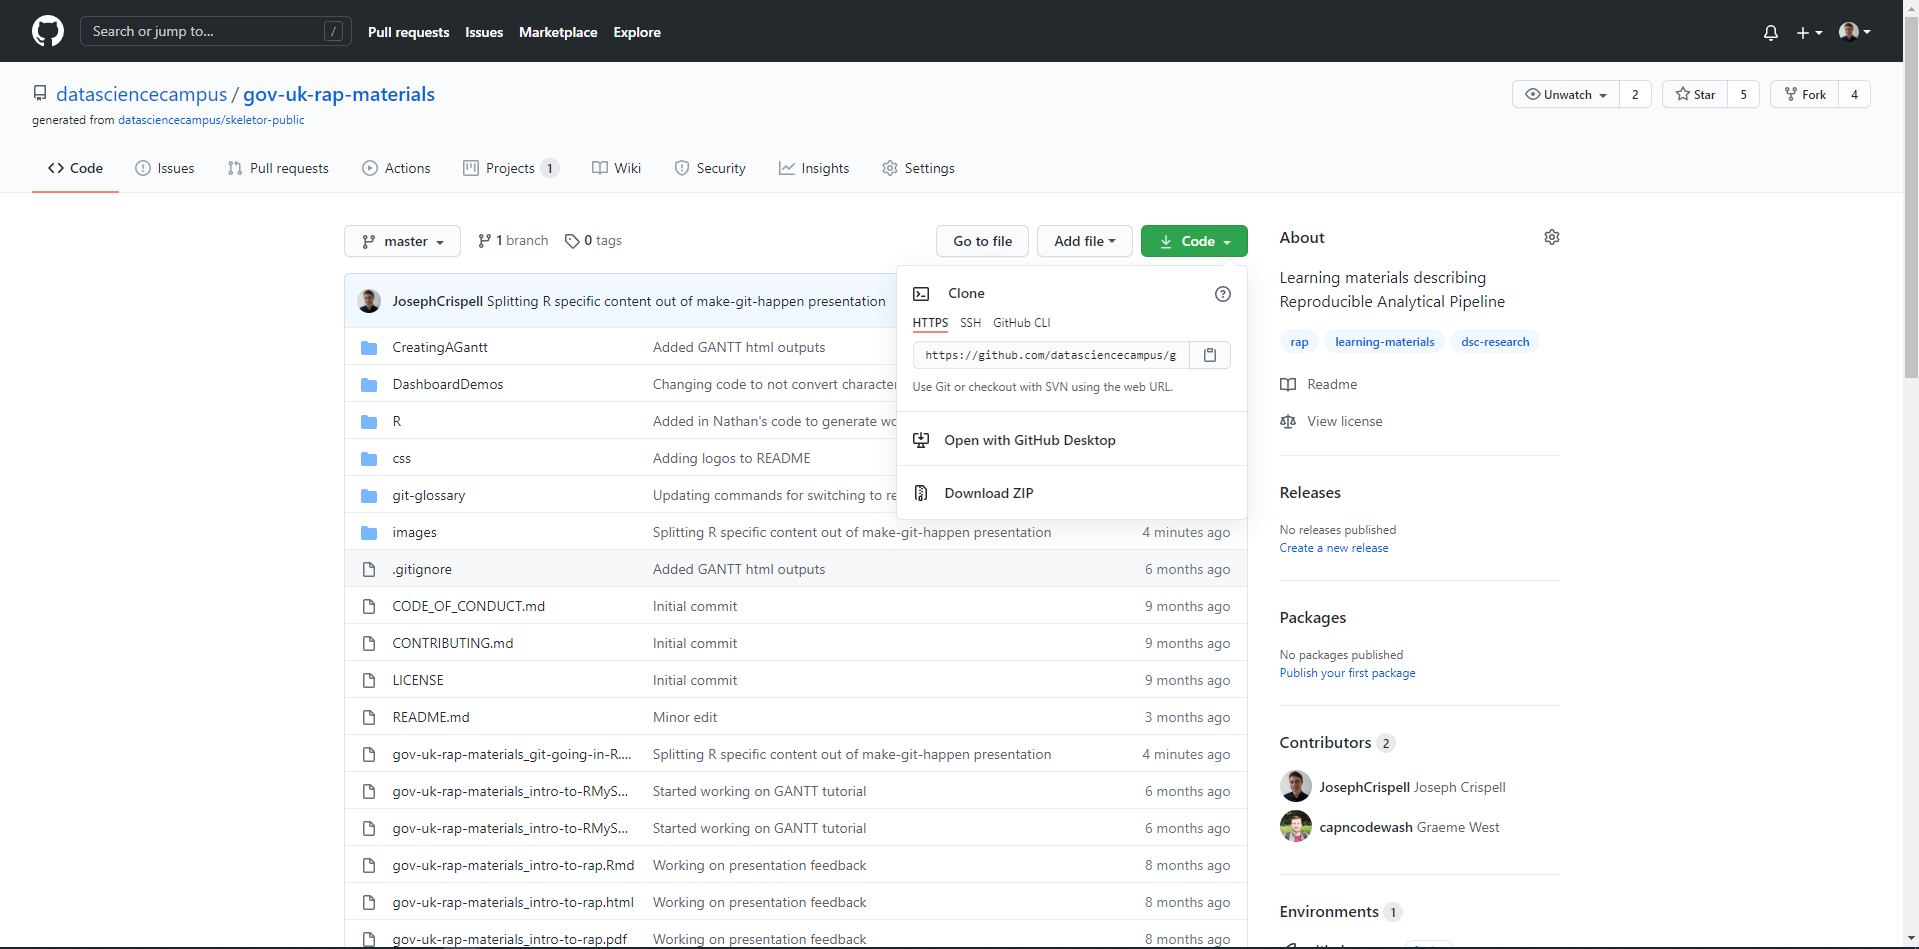 Search or jump to... /
Pull requests Issues Marketplace Explore
datasciencecampus / gov-uk-rap-materials
generated from datasciencecampus/skeletor-public
Unwatch 2 Star 5 Fork 4
Code Issues Pull requests Actions Projects 1 Wiki Security Insights Settings
master 1 branch 0 tags Go to file Add file Code
JosephCrispell Splitting R specific content out of make-git-happen presentation
CreatingAGantt Added GANTT html outputs
DashboardDemos Changing code to not convert character
R Added in Nathan's code to generate wo
css Adding logos to README
git-glossary Updating commands for switching to re
images Splitting R specific content out of make-git-happen presentation 4 minutes ago
.gitignore Added GANTT html outputs 6 months ago
CODE_OF_CONDUCT.md Initial commit 9 months ago
CONTRIBUTING.md Initial commit 9 months ago
LICENSE Initial commit 9 months ago
README.md Minor edit 3 months ago
gov-uk-rap-materials_git-going-in-R.... Splitting R specific content out of make-git-happen presentation 4 minutes ago
gov-uk-rap-materials_intro-to-RMyS... Started working on GANTT tutorial 6 months ago
gov-uk-rap-materials_intro-to-RMyS... Started working on GANTT tutorial 6 months ago
gov-uk-rap-materials_intro-to-rap.Rmd Working on presentation feedback 8 months ago
gov-uk-rap-materials_intro-to-rap.html Working on presentation feedback 8 months ago
gov-uk-rap-materials_intro-to-rap.pdf Working on presentation feedback 8 months ago
Clone
HTTPS SSH GitHub CLI
https://github.com/datasciencecampus/g
Use Git or checkout with SVN using the web URL.
Open with GitHub Desktop
Download ZIP
About
Learning materials describing
Reproducible Analytical Pipeline
rap learning-materials dsc-research
Readme
View license
Releases
No releases published
Create a new release
Packages
No packages published
Publish your first package
Contributors 2
JosephCrispell Joseph Crispell
capncodewash Graeme West
Environments 1